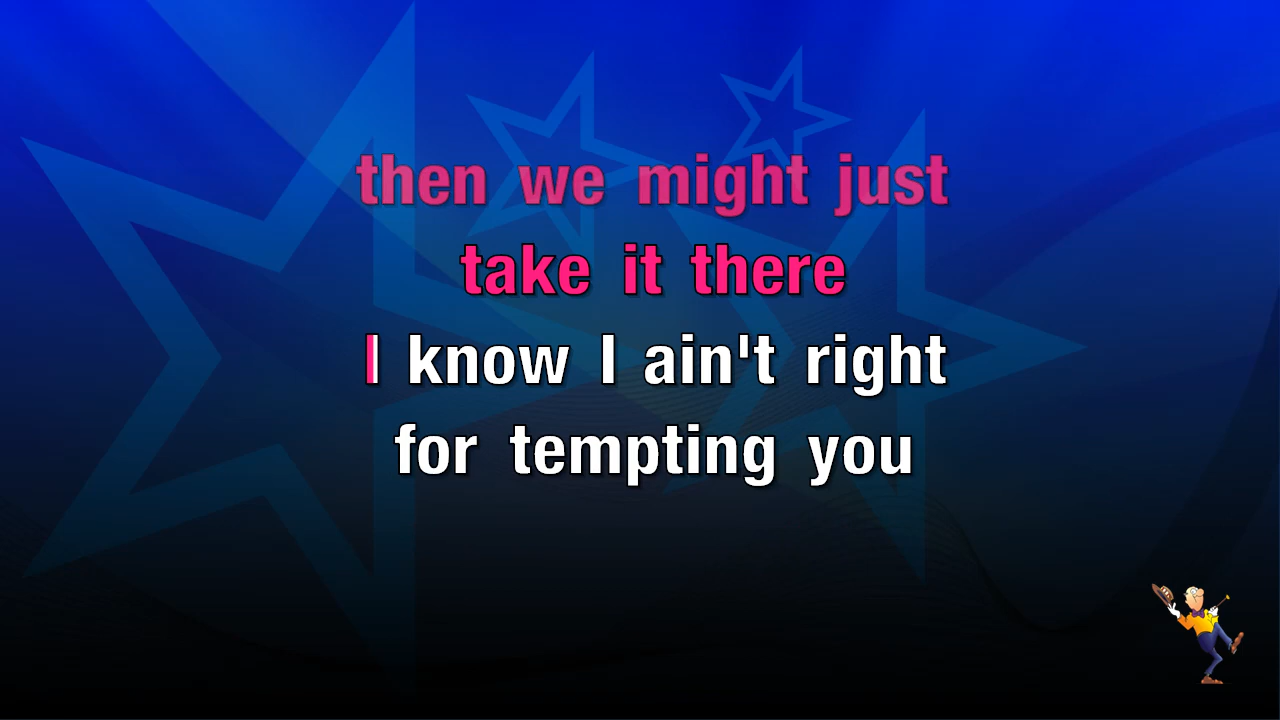 then we might just
take it there
I know I ain't right
for tempting you